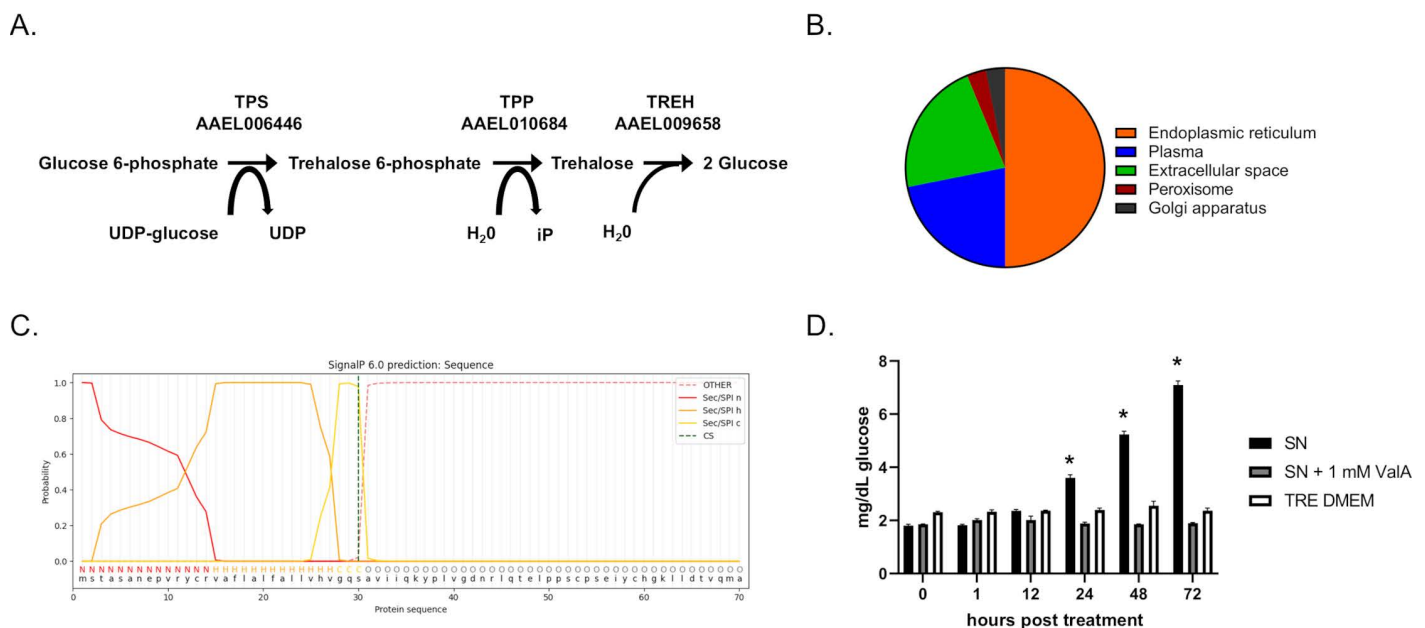 A.
TPS
AAEL006446
TPP
AAEL010684
TREH
AAEL009658
Glucose 6-phosphate
Trehalose 6-phosphate
Trehalose
2 Glucose
UDP-glucose
UDP
H₂0
iP
H₂0
B.
Endoplasmic reticulum
Plasma
Extracellular space
Peroxisome
Golgi apparatus
C.
SignalP 6.0 prediction: Sequence
OTHER
Sec/SPI n
Sec/SPI h
Sec/SPI c
CS
Probability
1.0
0.8
0.6
0.4
0.2
0.0
NNNNNNNNNNNNNNHHHHHHHHHHHHHCCCOOOOOOOOOOOOOOOOOOOOOOOOOOOOOOOOOOOOOOOO
m s t a s a n e p v r y c r v a f l a l f a l l v h v g q s a v i i q k y p l v g d n r l q t e l p p s c p s e i y c h g k l l d t v q m a
0 10 20 30 40 50 60 70
Protein sequence
D.
mg/dL glucose
8
6
4
2
0
* * *
0 1 12 24 48 72
hours post treatment
SN
SN + 1 mM ValA
TRE DMEM